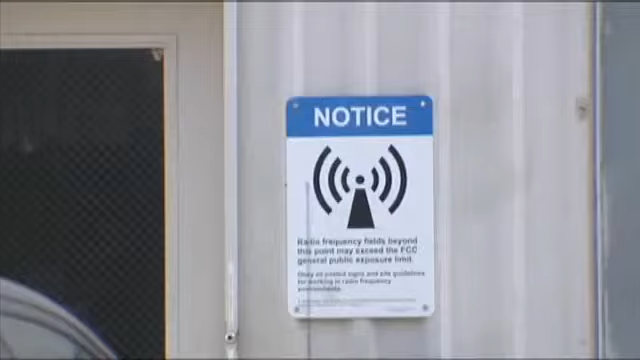 NOTICE
Radio frequency fields beyond
this point may exceed the FCC
general public exposure limit.
Obey all posted signs and site guidelines
for working in radio frequency
environments.